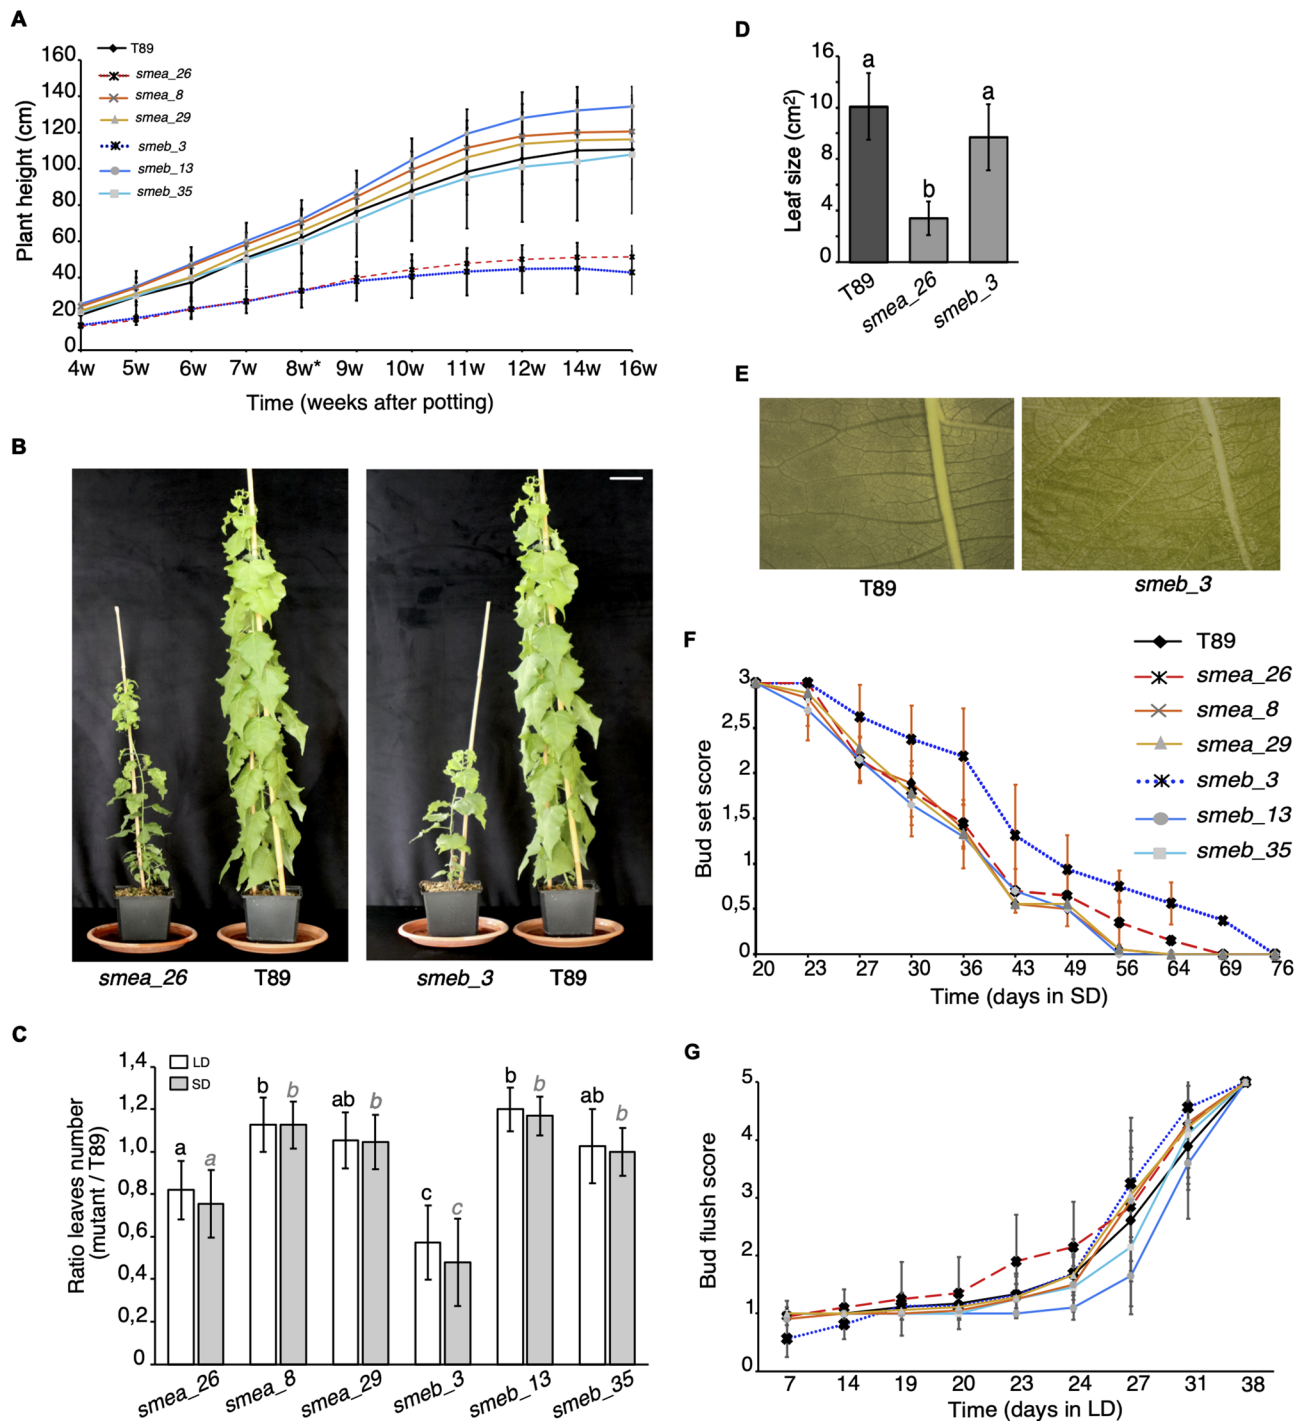 A
T89
smea_26
smea_8
smea_29
smeb_3
smeb_13
smeb_35
Plant height (cm)
160
140
120
100
80
60
40
20
0
4w 5w 6w 7w 8w* 9w 10w 11w 12w 14w 16w
Time (weeks after potting)
B
smea_26 T89 smeb_3 T89
C
LD
SD
Ratio leaves number
(mutant / T89)
1,4
1,2
1,0
0,8
0,6
0,4
0,2
0
a a b b ab b c c b b ab b
smea_26 smea_8 smea_29 smeb_3 smeb_13 smeb_35
D
Leaf size (cm2)
16
12
8
4
0
a b a
T89 smea_26 smeb_3
E
T89 smeb_3
F
T89
smea_26
smea_8
smea_29
smeb_3
smeb_13
smeb_35
Bud set score
3
2,5
2
1,5
1
0,5
0
20 23 27 30 36 43 49 56 64 69 76
Time (days in SD)
G
Bud flush score
5
4
3
2
1
0
7 14 19 20 23 24 27 31 38
Time (days in LD)